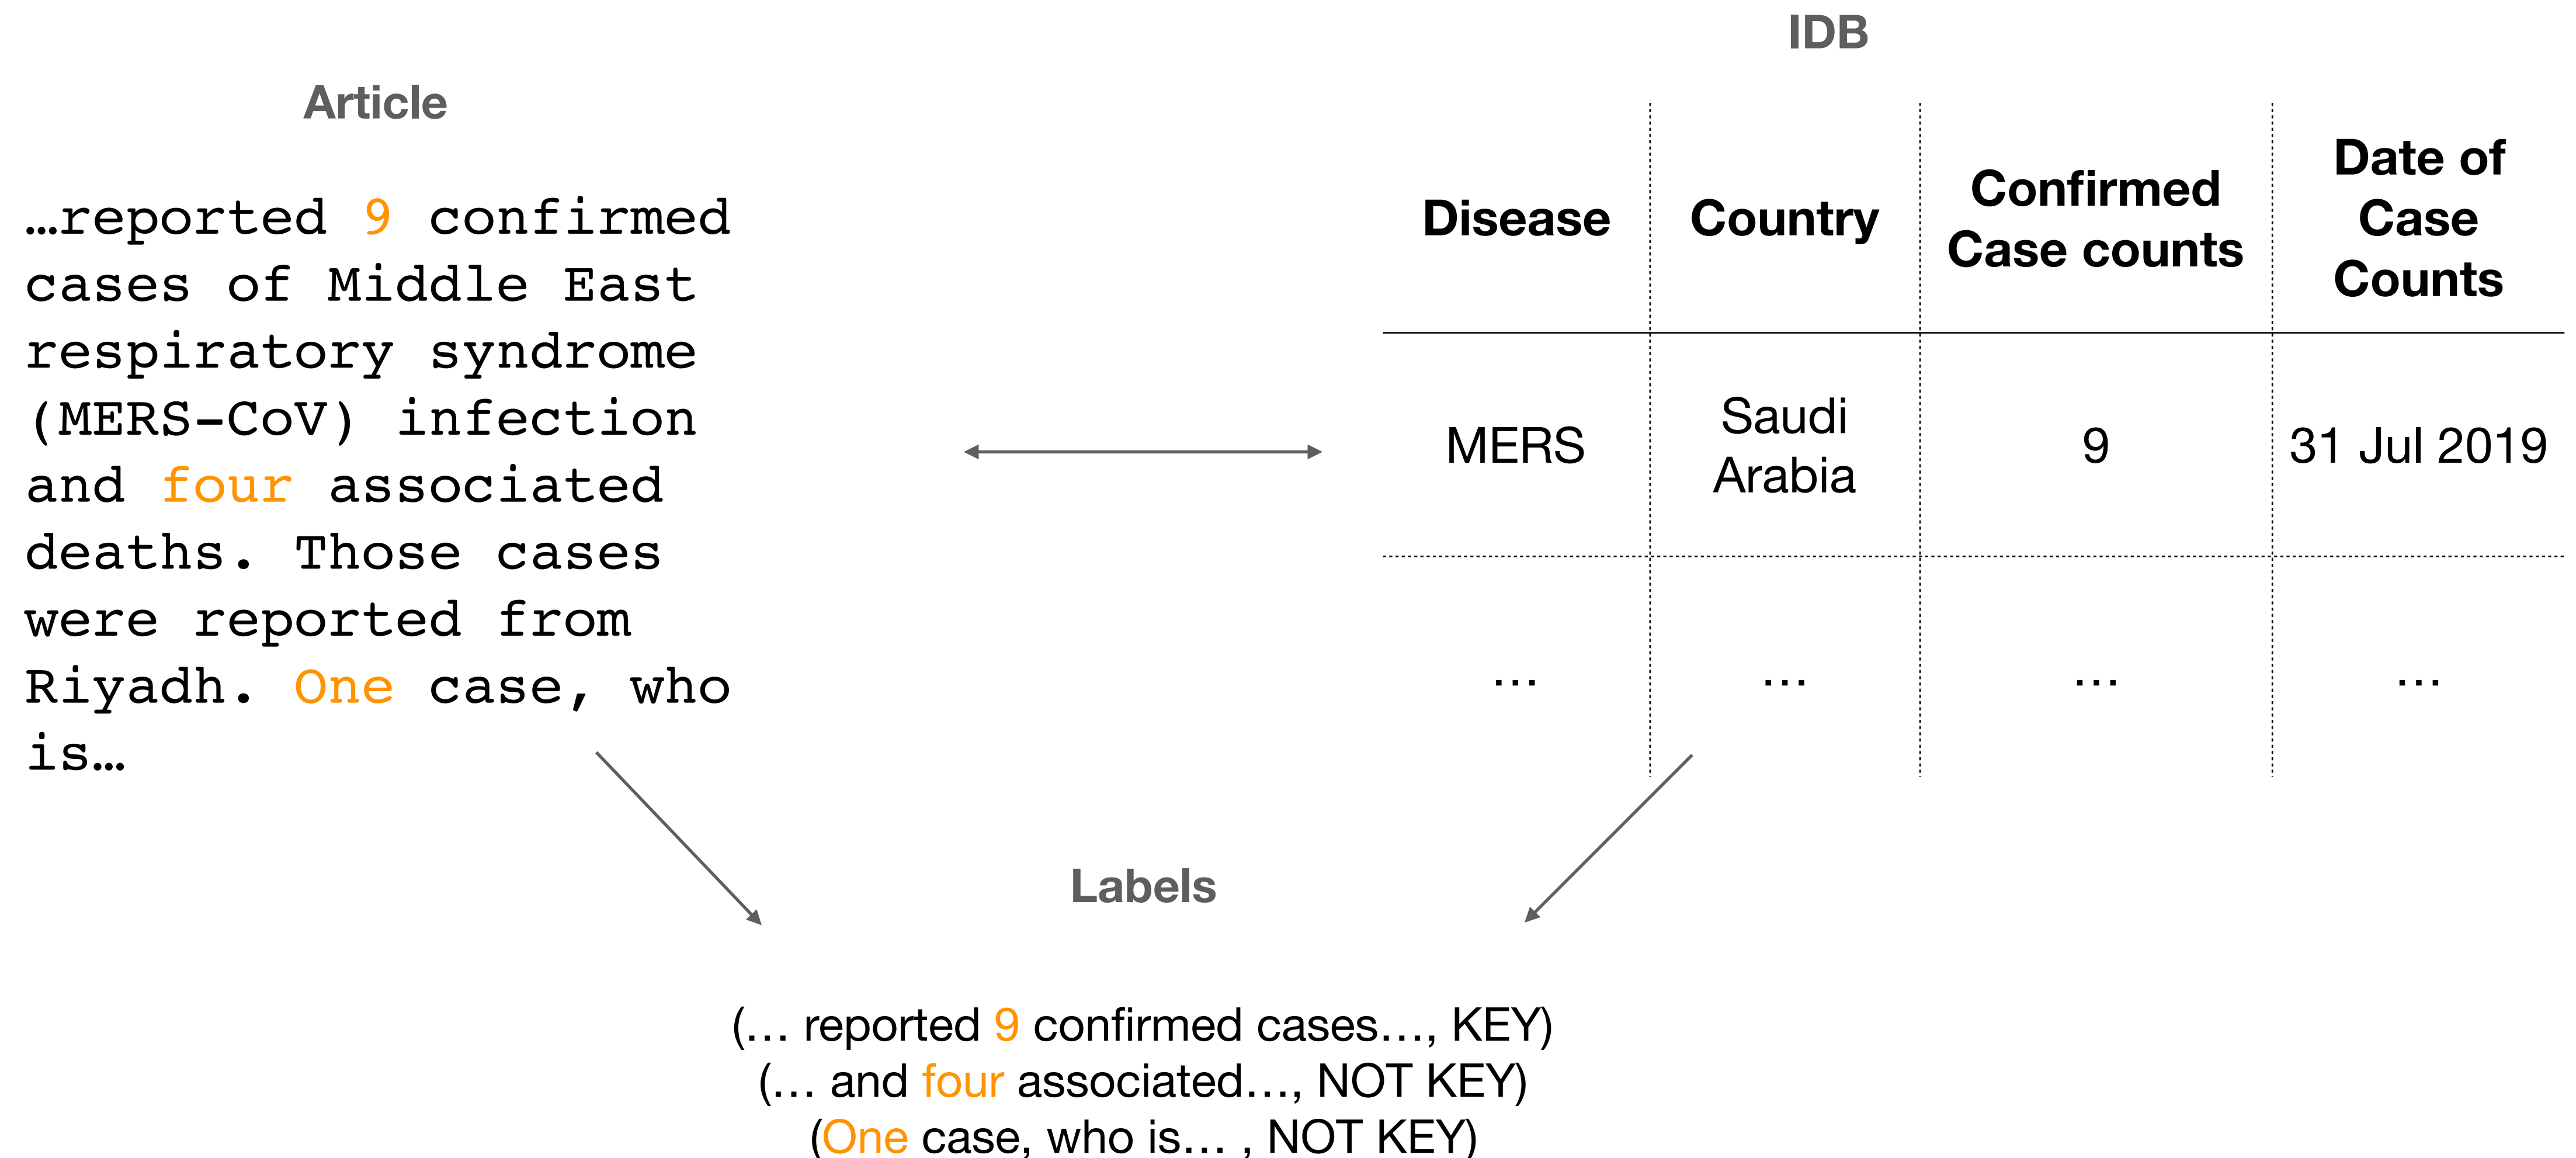 Article
…reported 9 confirmed
cases of Middle East
respiratory syndrome
(MERS-CoV) infection
and four associated
deaths. Those cases
were reported from
Riyadh. One case, who
is…
IDB
Disease
Country
Confirmed
Case counts
Date of
Case
Counts
MERS
Saudi
Arabia
9
31 Jul 2019
…
…
…
…
Labels
(… reported 9 confirmed cases…, KEY)
(… and four associated…, NOT KEY)
(One case, who is… , NOT KEY)